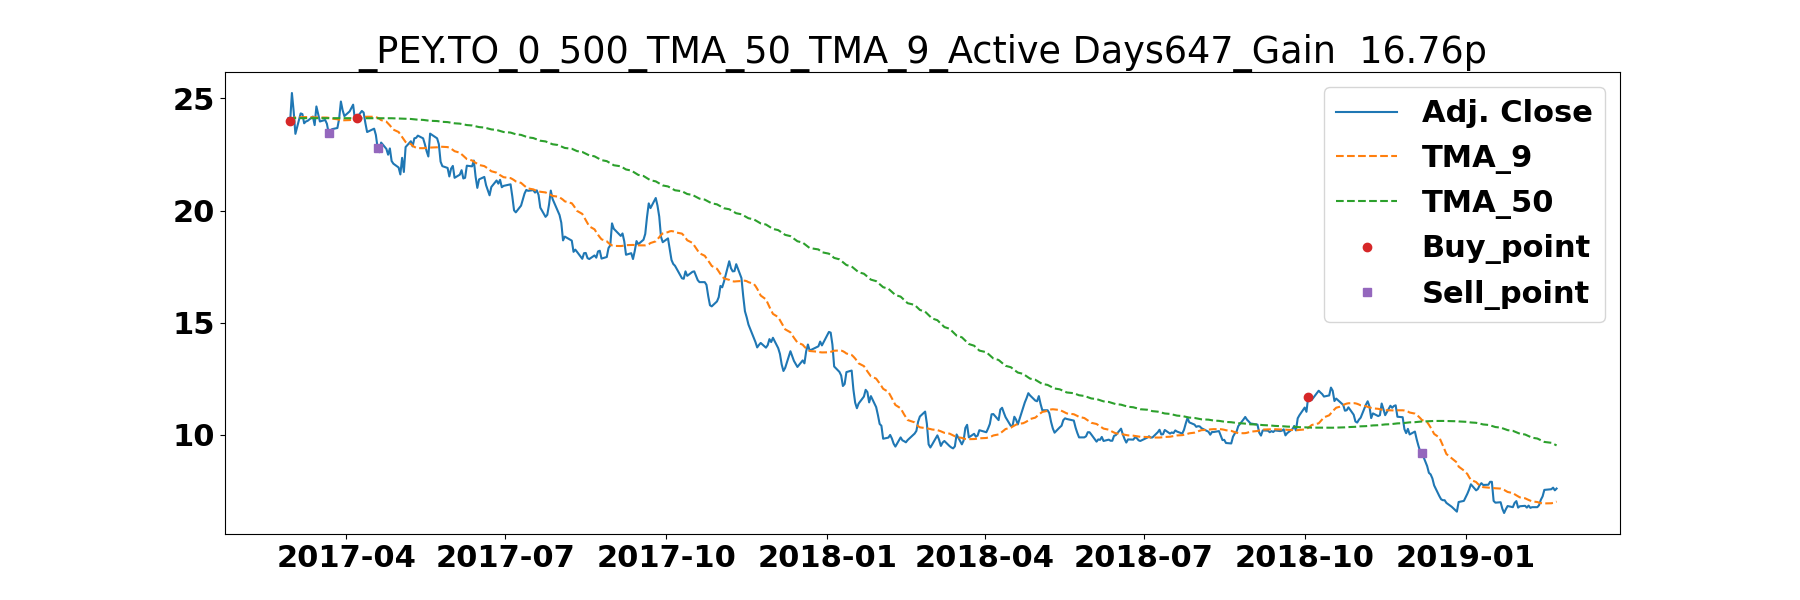 _PEY.TO_0_500_TMA_50_TMA_9_Active Days647_Gain  16.76p
25
20
15
10
Adj. Close
TMA_9
TMA_50
Buy_point
Sell_point
2017-04 2017-07 2017-10 2018-01 2018-04 2018-07 2018-10 2019-01